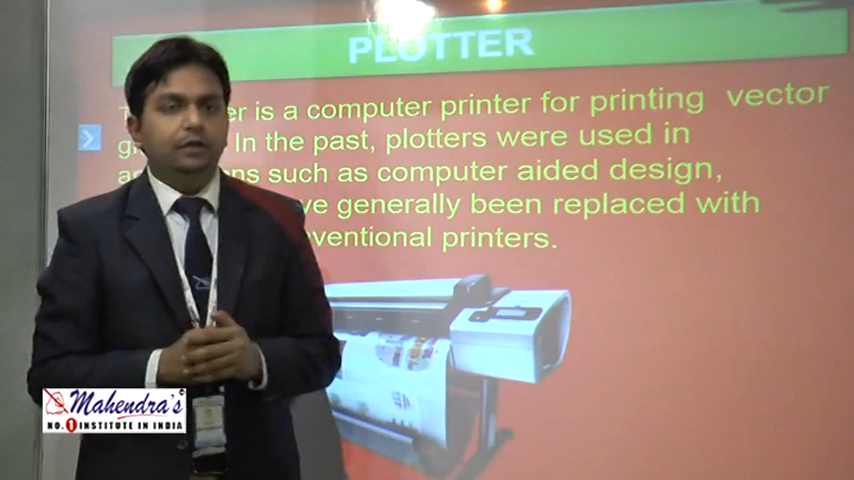 PLOTTER
er is a computer printer for printing vector
In the past, plotters were used in
ns such as computer aided design,
ve generally been replaced with
nventional printers.
Mahendra's
NO.1 INSTITUTE IN INDIA